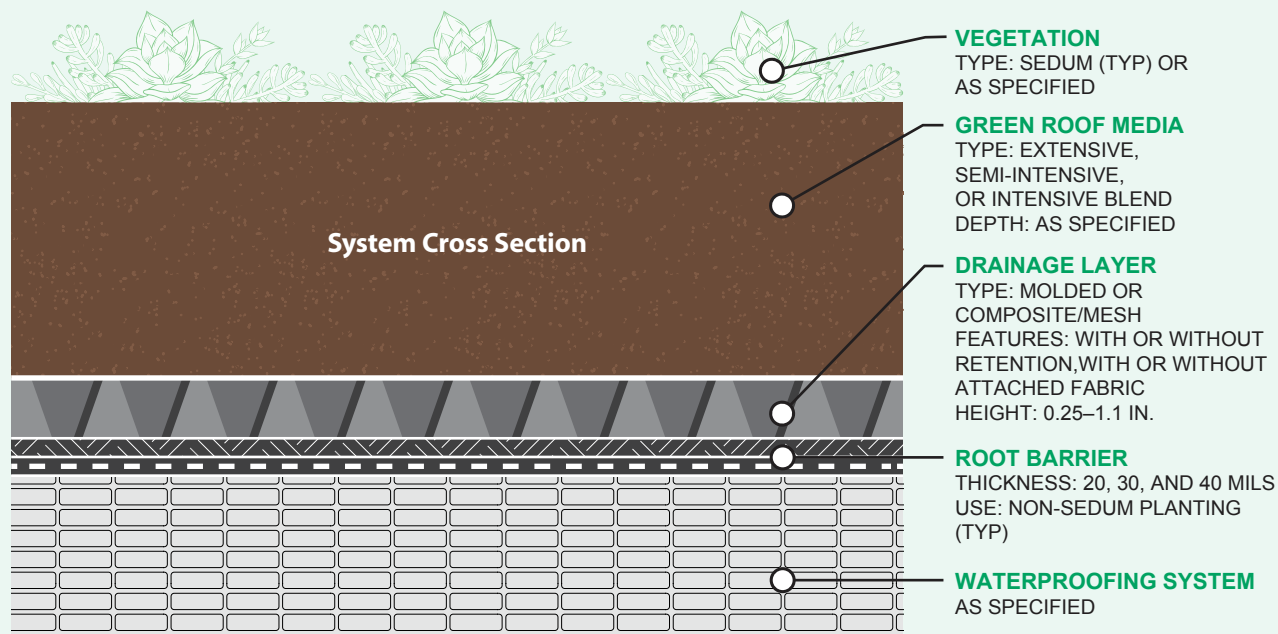 VEGETATION
TYPE: SEDUM (TYP) OR
AS SPECIFIED
GREEN ROOF MEDIA
TYPE: EXTENSIVE,
SEMI-INTENSIVE,
OR INTENSIVE BLEND
DEPTH: AS SPECIFIED
System Cross Section
DRAINAGE LAYER
TYPE: MOLDED OR
COMPOSITE/MESH
FEATURES: WITH OR WITHOUT
RETENTION,WITH OR WITHOUT
ATTACHED FABRIC
HEIGHT: 0.25–1.1 IN.
ROOT BARRIER
THICKNESS: 20, 30, AND 40 MILS
USE: NON-SEDUM PLANTING
(TYP)
WATERPROOFING SYSTEM
AS SPECIFIED